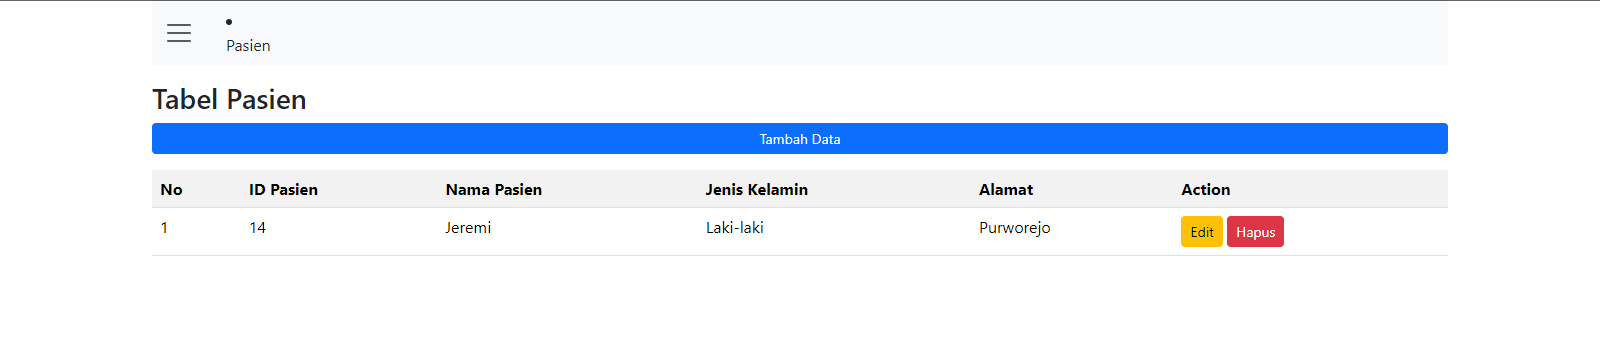 Pasien
Tabel Pasien
Tambah Data
No ID Pasien Nama Pasien Jenis Kelamin Alamat Action
1 14 Jeremi Laki-laki Purworejo Edit Hapus